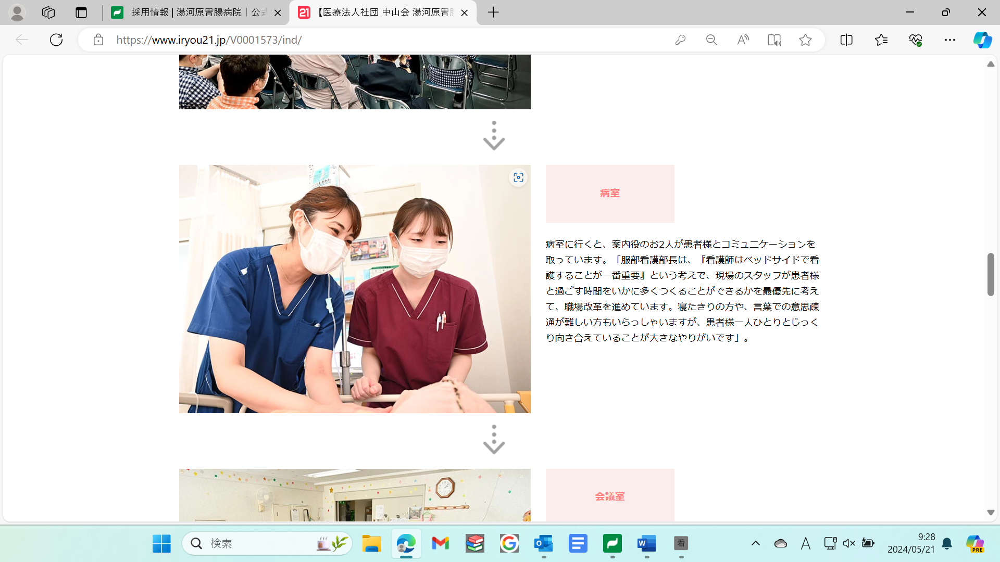 採用情報 | 湯河原胃腸病院｜公式
【医療法人社団 中山会 湯河原胃腸
https://www.iryou21.jp/V0001573/ind/
病室
病室に行くと、案内役のお2人が患者様とコミュニケーションを
取っています。「服部看護部長は、『看護師はベッドサイドで看
護することが一番重要』という考えで、現場のスタッフが患者様
と過ごす時間をいかに多くつくることができるかを最優先に考え
て、職場改革を進めています。寝たきりの方や、言葉での意思疎
通が難しい方もいらっしゃいますが、患者様一人ひとりとじっく
り向き合えていることが大きなやりがいです」。
会議室
検索
看
A
9:28
2024/05/21
PRE